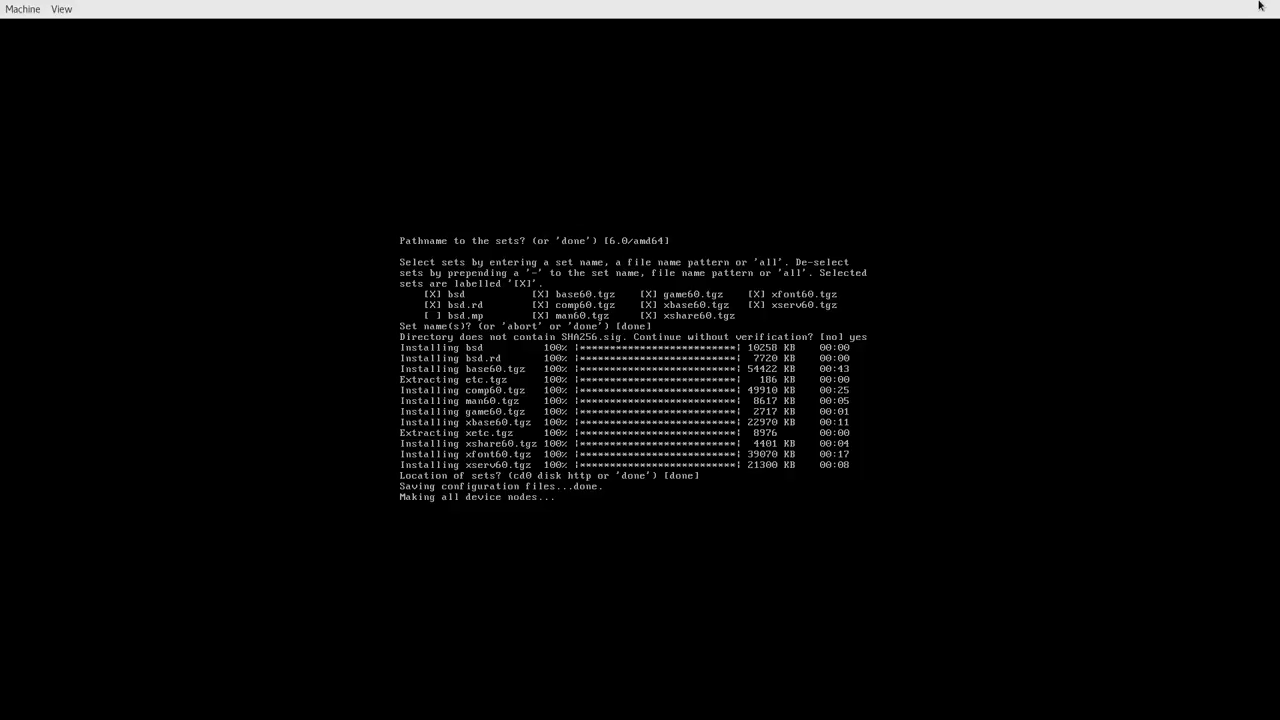 Machine View
Pathname to the sets? (or 'done') [6.0/amd64]
Select sets by entering a set name, a file name pattern or 'all'. De-select
sets by prepending a '-' to the set name, file name pattern or 'all'. Selected
sets are labelled '[X]'.
[X] bsd [X] base60.tgz [X] game60.tgz [X] xfont60.tgz
[X] bsd.rd [X] comp60.tgz [X] xbase60.tgz [X] xserv60.tgz
[ ] bsd.mp [X] man60.tgz [X] xshare60.tgz
Set name(s)? (or 'abort' or 'done') [done]
Directory does not contain SHA256.sig. Continue without verification? [no] yes
Installing bsd 100% |**************************| 10258 KB 00:00
Installing bsd.rd 100% |**************************| 7720 KB 00:00
Installing base60.tgz 100% |**************************| 54422 KB 00:43
Extracting etc.tgz 100% |**************************| 186 KB 00:00
Installing comp60.tgz 100% |**************************| 49910 KB 00:25
Installing man60.tgz 100% |**************************| 8617 KB 00:05
Installing game60.tgz 100% |**************************| 2717 KB 00:01
Installing xbase60.tgz 100% |**************************| 22970 KB 00:11
Extracting xetc.tgz 100% |**************************| 8976 00:00
Installing xshare60.tgz 100% |**************************| 4401 KB 00:04
Installing xfont60.tgz 100% |**************************| 39070 KB 00:17
Installing xserv60.tgz 100% |**************************| 21300 KB 00:08
Location of sets? (cd0 disk http or 'done') [done]
Saving configuration files...done.
Making all device nodes...